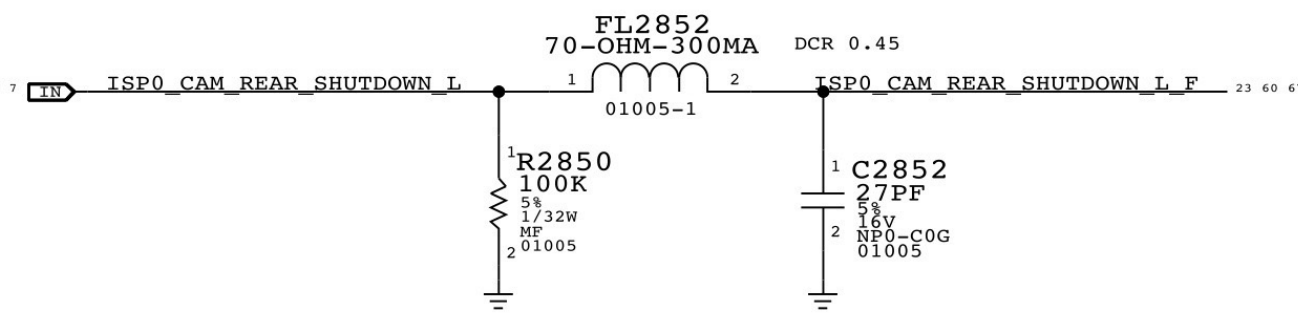 FL2852
70-OHM-300MA DCR 0.45
7 IN ISP0_CAM_REAR_SHUTDOWN_L 1 2 ISP0_CAM_REAR_SHUTDOWN_L_F 23 60 67
01005-1
1 R2850
100K
5%
1/32W
MF
2 01005
1 C2852
27PF
5%
16V
2 NP0-C0G
01005